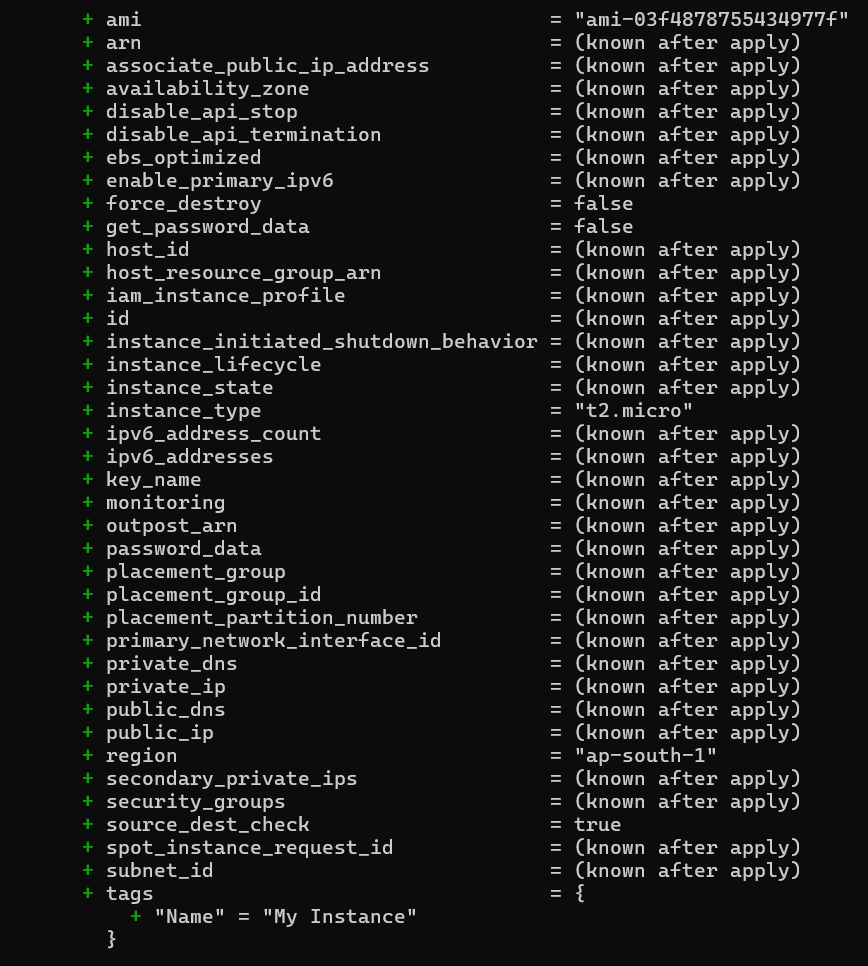 + ami = "ami-03f4878755434977f"
+ arn = (known after apply)
+ associate_public_ip_address = (known after apply)
+ availability_zone = (known after apply)
+ disable_api_stop = (known after apply)
+ disable_api_termination = (known after apply)
+ ebs_optimized = (known after apply)
+ enable_primary_ipv6 = (known after apply)
+ force_destroy = false
+ get_password_data = false
+ host_id = (known after apply)
+ host_resource_group_arn = (known after apply)
+ iam_instance_profile = (known after apply)
+ id = (known after apply)
+ instance_initiated_shutdown_behavior = (known after apply)
+ instance_lifecycle = (known after apply)
+ instance_state = (known after apply)
+ instance_type = "t2.micro"
+ ipv6_address_count = (known after apply)
+ ipv6_addresses = (known after apply)
+ key_name = (known after apply)
+ monitoring = (known after apply)
+ outpost_arn = (known after apply)
+ password_data = (known after apply)
+ placement_group = (known after apply)
+ placement_group_id = (known after apply)
+ placement_partition_number = (known after apply)
+ primary_network_interface_id = (known after apply)
+ private_dns = (known after apply)
+ private_ip = (known after apply)
+ public_dns = (known after apply)
+ public_ip = (known after apply)
+ region = "ap-south-1"
+ secondary_private_ips = (known after apply)
+ security_groups = (known after apply)
+ source_dest_check = true
+ spot_instance_request_id = (known after apply)
+ subnet_id = (known after apply)
+ tags = {
+ "Name" = "My Instance"
}